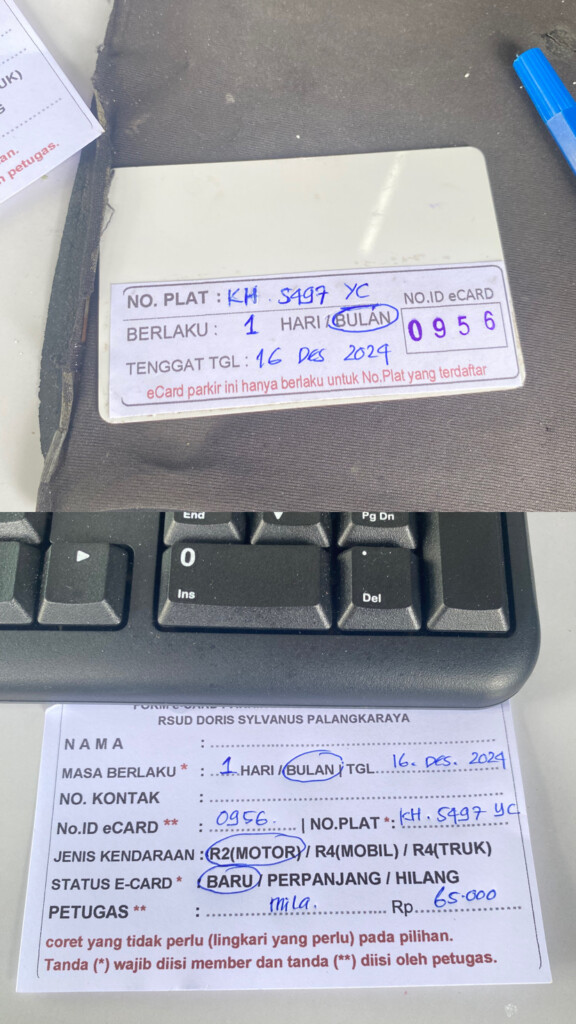 UK)
S
an.
n petugas.
NO. PLAT : KH . 5497 YC
NO.ID eCARD
BERLAKU : 1 HARI / BULAN
0956
TENGGAT TGL : 16 DES 2024
eCard parkir ini hanya berlaku untuk No.Plat yang terdaftar
End
Pg Dn
0
Ins
.
Del
RSUD DORIS SYLVANUS PALANGKARAYA
NAMA :
MASA BERLAKU * : 1 HARI / BULAN / TGL 16. DES. 2024
NO. KONTAK :
No.ID eCARD ** : 0956. | NO.PLAT * : KH . 5497 YC
JENIS KENDARAAN : R2(MOTOR) / R4(MOBIL) / R4(TRUK)
STATUS E-CARD * : BARU / PERPANJANG / HILANG
PETUGAS ** : mila. Rp. 65.000
coret yang tidak perlu (lingkari yang perlu) pada pilihan.
Tanda (*) wajib diisi member dan tanda (**) diisi oleh petugas.